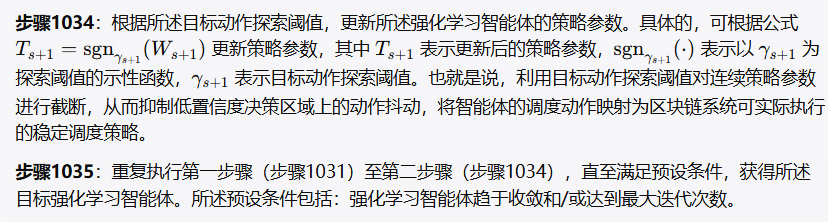 步骤1034：根据所述目标动作探索阈值，更新所述强化学习智能体的策略参数。具体的，可根据公式
$T_{s+1} = \mathrm{sgn}_{\gamma_{s+1}}(W_{s+1})$ 更新策略参数，其中 $T_{s+1}$ 表示更新后的策略参数，$\mathrm{sgn}_{\gamma_{s+1}}(\cdot)$ 表示以 $\gamma_{s+1}$ 为
探索阈值的示性函数，$\gamma_{s+1}$ 表示目标动作探索阈值。也就是说，利用目标动作探索阈值对连续策略参数
进行截断，从而抑制低置信度决策区域上的动作抖动，将智能体的调度动作映射为区块链系统可实际执行
的稳定调度策略。
步骤1035：重复执行第一步骤（步骤1031）至第二步骤（步骤1034），直至满足预设条件，获得所述
目标强化学习智能体。所述预设条件包括：强化学习智能体趋于收敛和/或达到最大迭代次数。